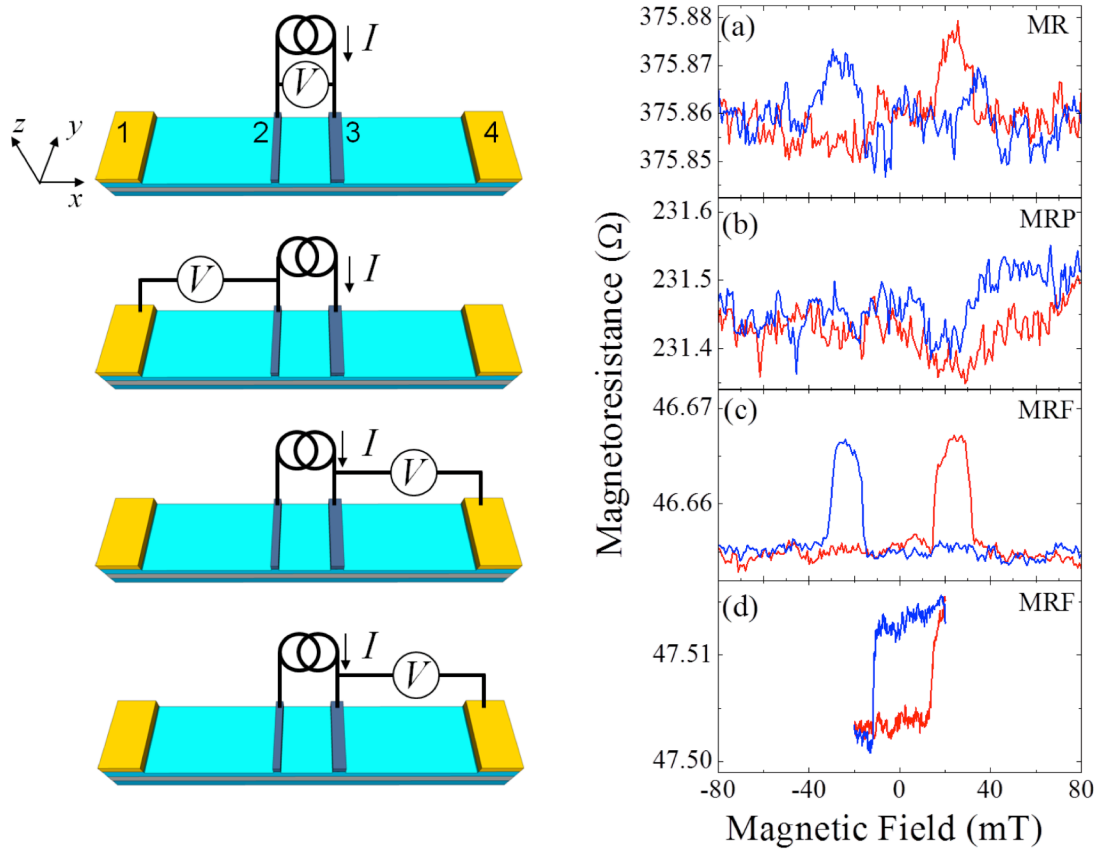 I
V
1
2
3
4
z
y
x
I
V
I
V
I
V
Magnetoresistance (Ω)
(a)
MR
375.88
375.87
375.86
375.85
(b)
MRP
231.6
231.5
231.4
(c)
MRF
46.67
46.66
(d)
MRF
47.51
47.50
-80
-40
0
40
80
Magnetic Field (mT)